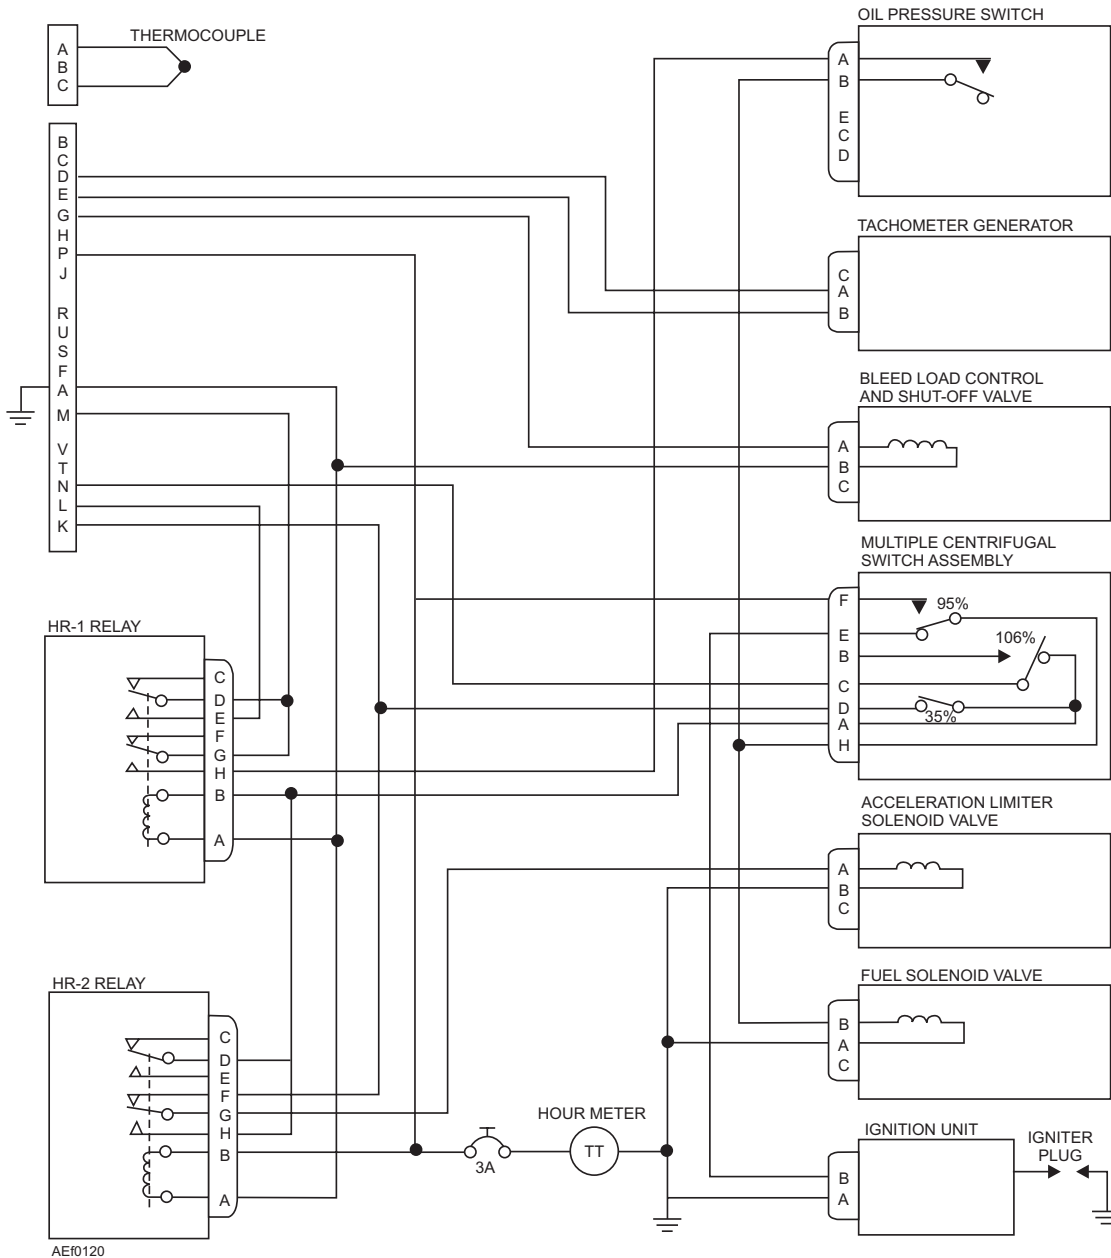 THERMOCOUPLE
A
B
C
B
C
D
E
G
H
P
J
R
U
S
F
A
M
V
T
N
L
K
HR-1 RELAY
C
D
E
F
G
H
B
A
HR-2 RELAY
C
D
E
F
G
H
B
A
3A
HOUR METER
TT
OIL PRESSURE SWITCH
A
B
E
C
D
TACHOMETER GENERATOR
C
A
B
BLEED LOAD CONTROL
AND SHUT-OFF VALVE
A
B
C
MULTIPLE CENTRIFUGAL
SWITCH ASSEMBLY
F
E
B
C
D
A
H
95%
106%
35%
ACCELERATION LIMITER
SOLENOID VALVE
A
B
C
FUEL SOLENOID VALVE
B
A
C
IGNITION UNIT
B
A
IGNITER
PLUG
AEf0120